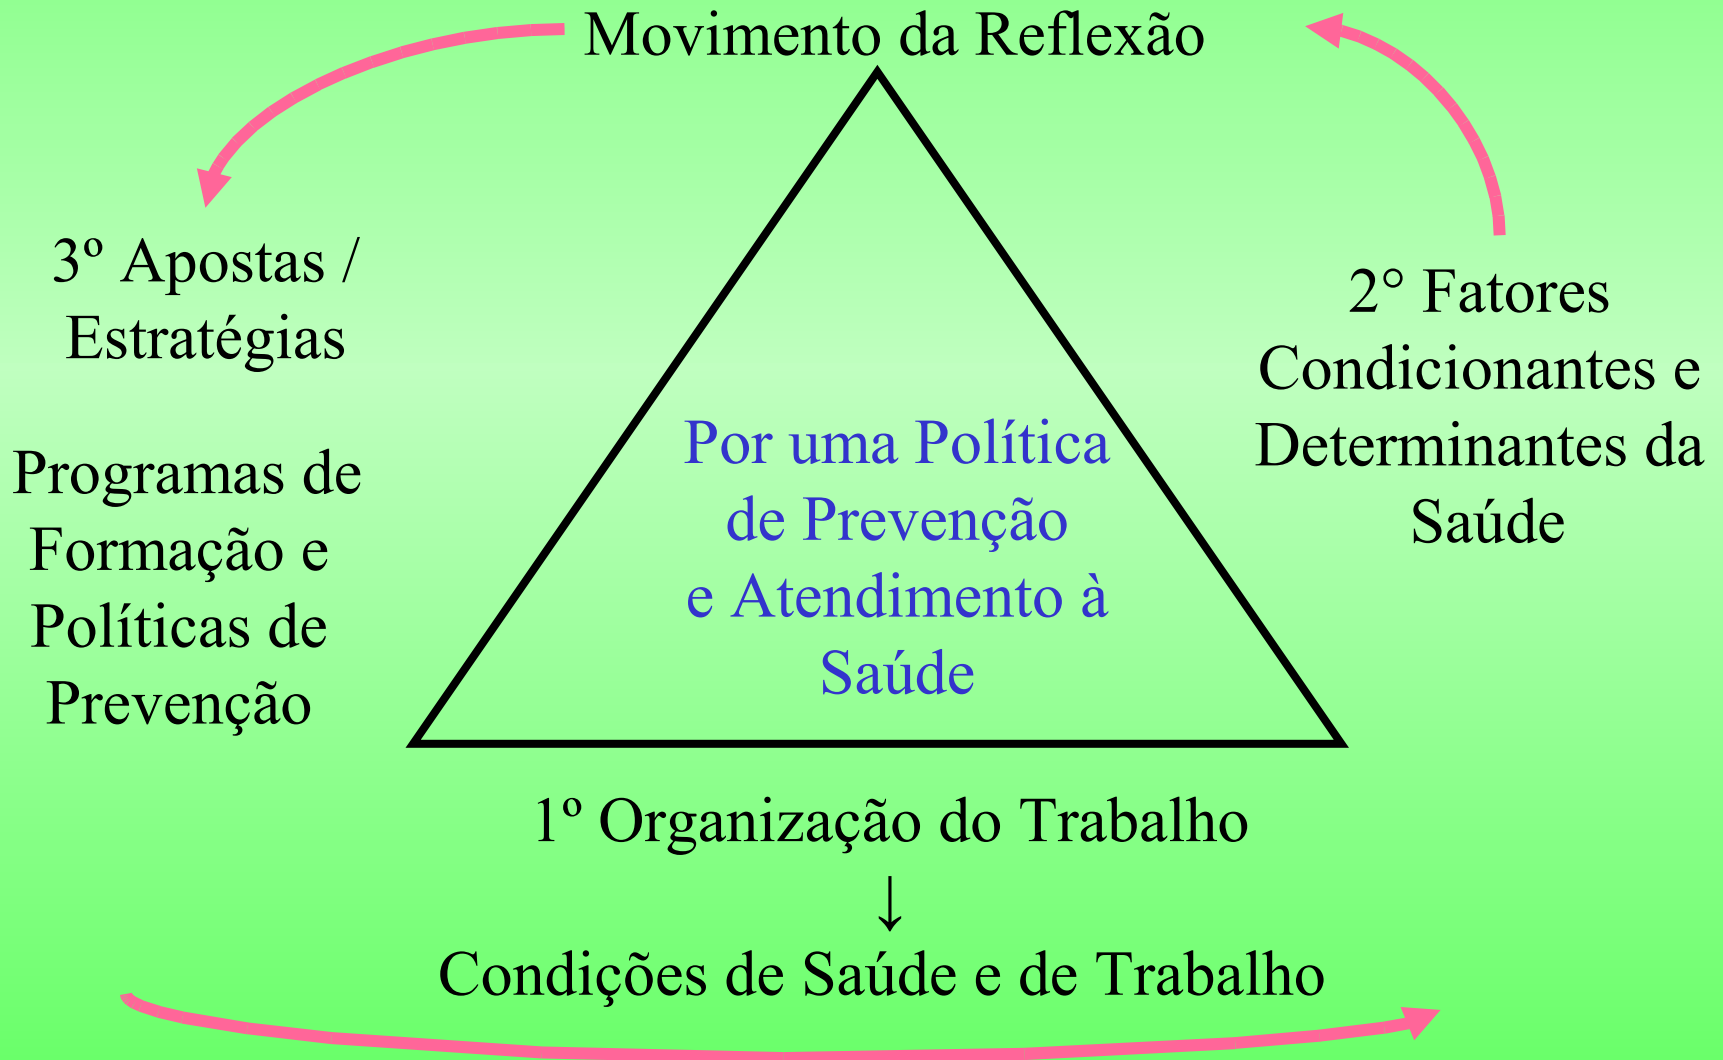 Movimento da Reflexão
3º Apostas /
Estratégias
Programas de
Formação e
Políticas de
Prevenção
Por uma Política
de Prevenção
e Atendimento à
Saúde
2° Fatores
Condicionantes e
Determinantes da
Saúde
1º Organização do Trabalho
↓
Condições de Saúde e de Trabalho